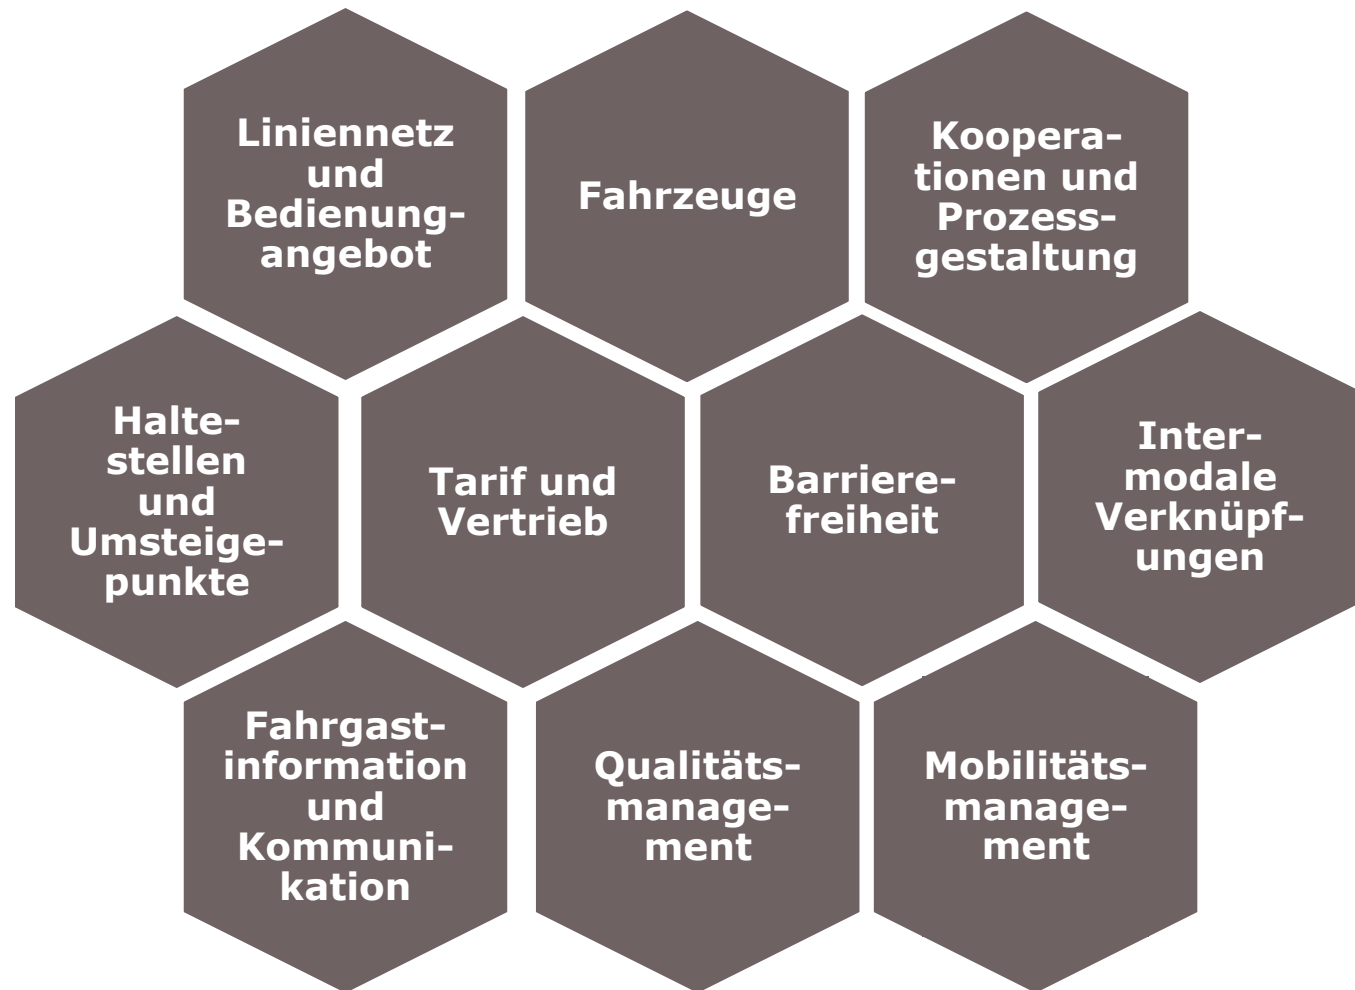 Liniennetz
und
Bedienung-
angebot
Fahrzeuge
Koopera-
tionen und
Prozess-
gestaltung
Halte-
stellen
und
Umsteige-
punkte
Tarif und
Vertrieb
Barriere-
freiheit
Inter-
modale
Verknüpf-
ungen
Fahrgast-
information
und
Kommuni-
kation
Qualitäts-
manage-
ment
Mobilitäts-
manage-
ment